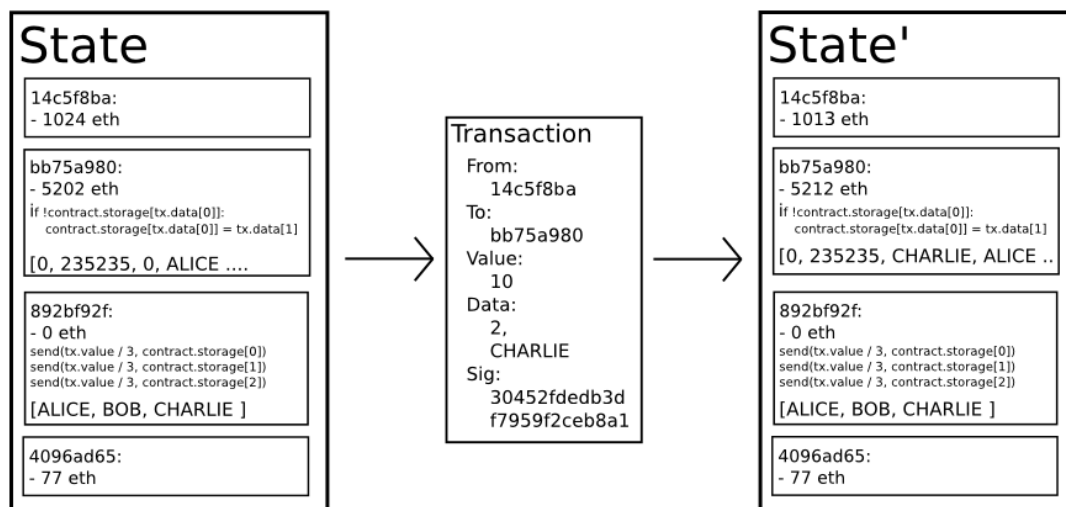 State
14c5f8ba:
- 1024 eth
bb75a980:
- 5202 eth
if !contract.storage[tx.data[0]]:
contract.storage[tx.data[0]] = tx.data[1]
[0, 235235, 0, ALICE ....
892bf92f:
- 0 eth
send(tx.value / 3, contract.storage[0])
send(tx.value / 3, contract.storage[1])
send(tx.value / 3, contract.storage[2])
[ALICE, BOB, CHARLIE ]
4096ad65:
- 77 eth
Transaction
From:
14c5f8ba
To:
bb75a980
Value:
10
Data:
2,
CHARLIE
Sig:
30452fdedb3d
f7959f2ceb8a1
State'
14c5f8ba:
- 1013 eth
bb75a980:
- 5212 eth
if !contract.storage[tx.data[0]]:
contract.storage[tx.data[0]] = tx.data[1]
[0, 235235, CHARLIE, ALICE ..
892bf92f:
- 0 eth
send(tx.value / 3, contract.storage[0])
send(tx.value / 3, contract.storage[1])
send(tx.value / 3, contract.storage[2])
[ALICE, BOB, CHARLIE ]
4096ad65:
- 77 eth